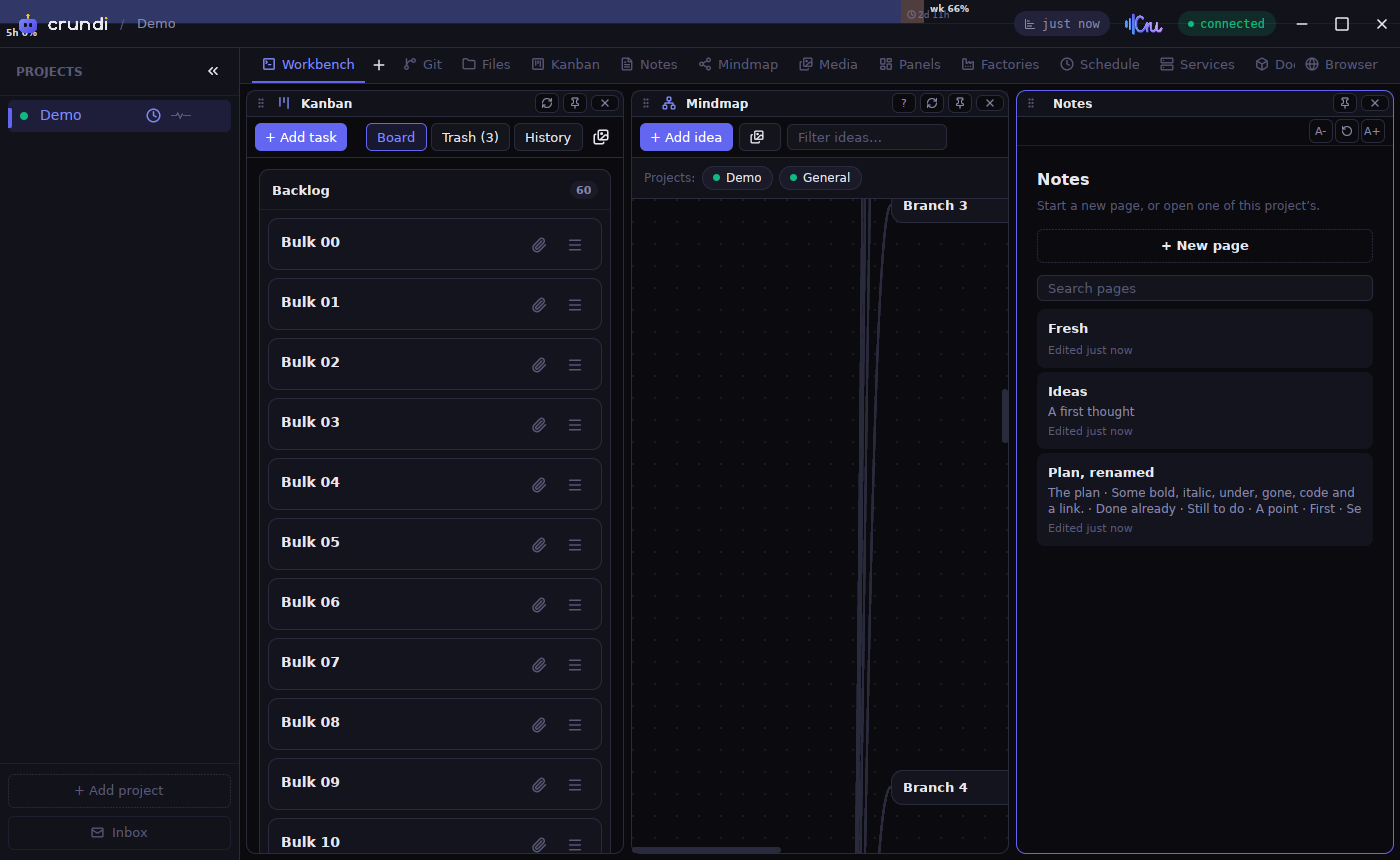 crundi / Demo
wk 66%
2d 11h
just now
Cru
connected
PROJECTS
Demo
+ Add project
Inbox
Workbench
+
Git
Files
Kanban
Notes
Mindmap
Media
Panels
Factories
Schedule
Services
Browser
Kanban
+ Add task
Board
Trash (3)
History
Backlog
60
Bulk 00
Bulk 01
Bulk 02
Bulk 03
Bulk 04
Bulk 05
Bulk 06
Bulk 07
Bulk 08
Bulk 09
Bulk 10
Mindmap
?
+ Add idea
Filter ideas...
Projects:
Demo
General
Branch 3
Branch 4
Notes
A-
A+
Notes
Start a new page, or open one of this project's.
+ New page
Search pages
Fresh
Edited just now
Ideas
A first thought
Edited just now
Plan, renamed
The plan · Some bold, italic, under, gone, code and
a link. · Done already · Still to do · A point · First · Se
Edited just now